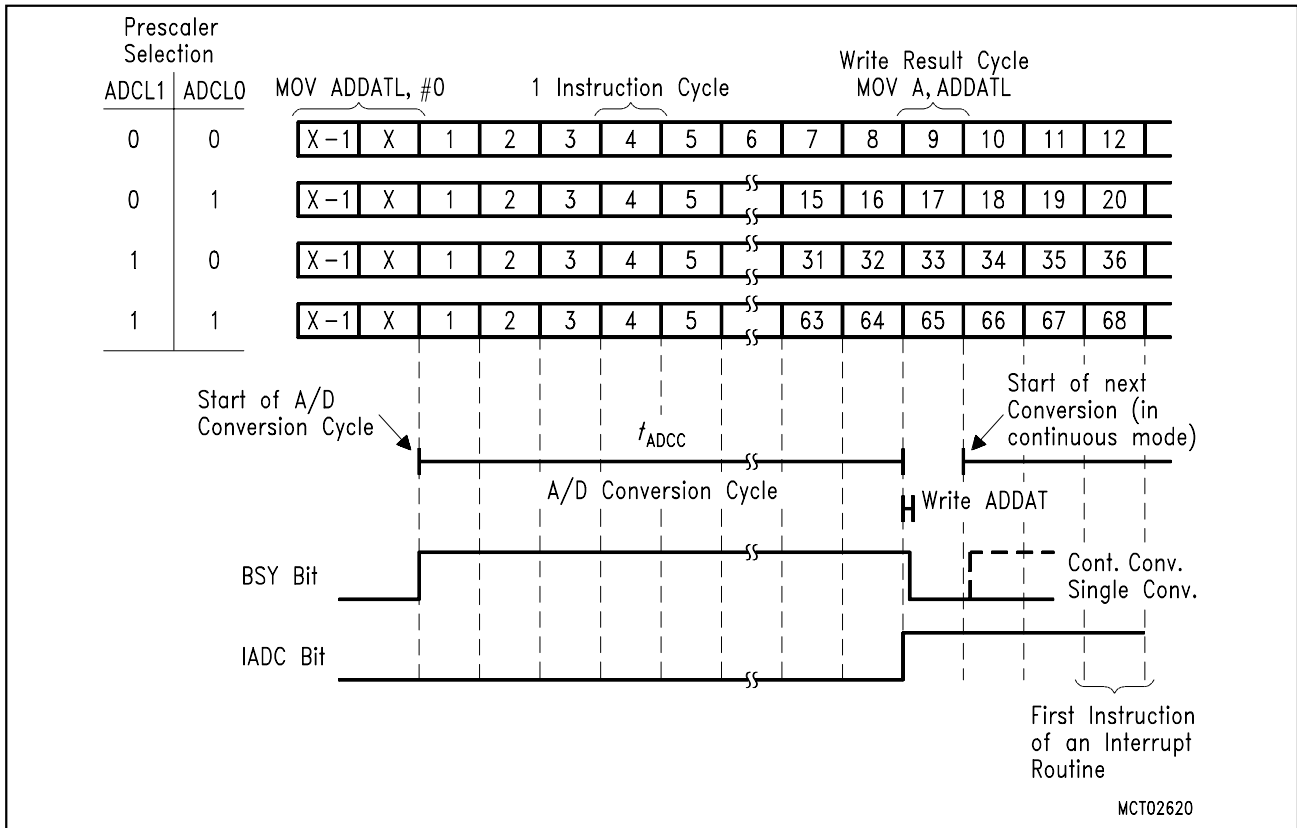 Prescaler
Selection
ADCL1 ADCL0
MOV ADDATL, #0
1 Instruction Cycle
Write Result Cycle
MOV A, ADDATL
0 0 X-1 X 1 2 3 4 5 6 7 8 9 10 11 12
0 1 X-1 X 1 2 3 4 5 15 16 17 18 19 20
1 0 X-1 X 1 2 3 4 5 31 32 33 34 35 36
1 1 X-1 X 1 2 3 4 5 63 64 65 66 67 68
Start of A/D
Conversion Cycle
tADCC
Start of next
Conversion (in
continuous mode)
A/D Conversion Cycle
Write ADDAT
BSY Bit
Cont. Conv.
Single Conv.
IADC Bit
First Instruction
of an Interrupt
Routine
MCT02620